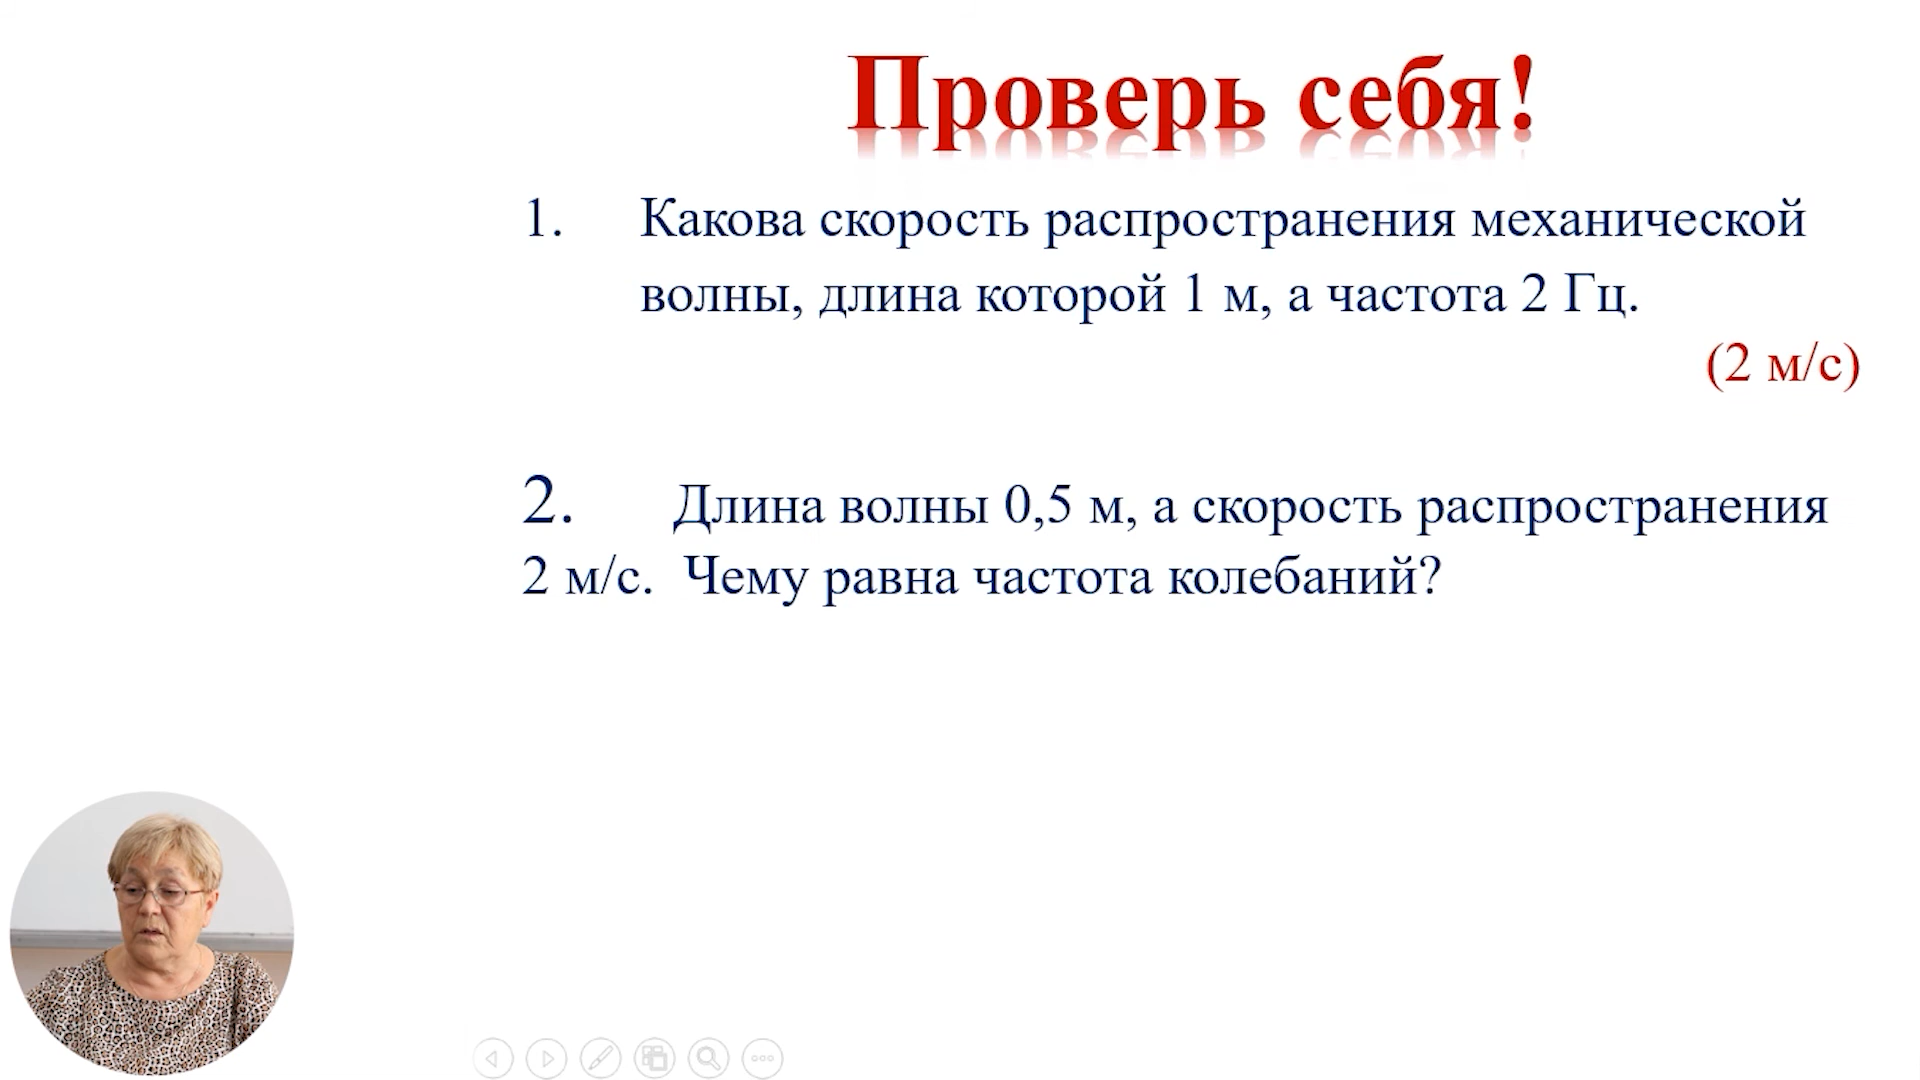 Проверь себя!
1. Какова скорость распространения механической
волны, длина которой 1 м, а частота 2 Гц.
(2 м/с)
2. Длина волны 0,5 м, а скорость распространения
2 м/с. Чему равна частота колебаний?